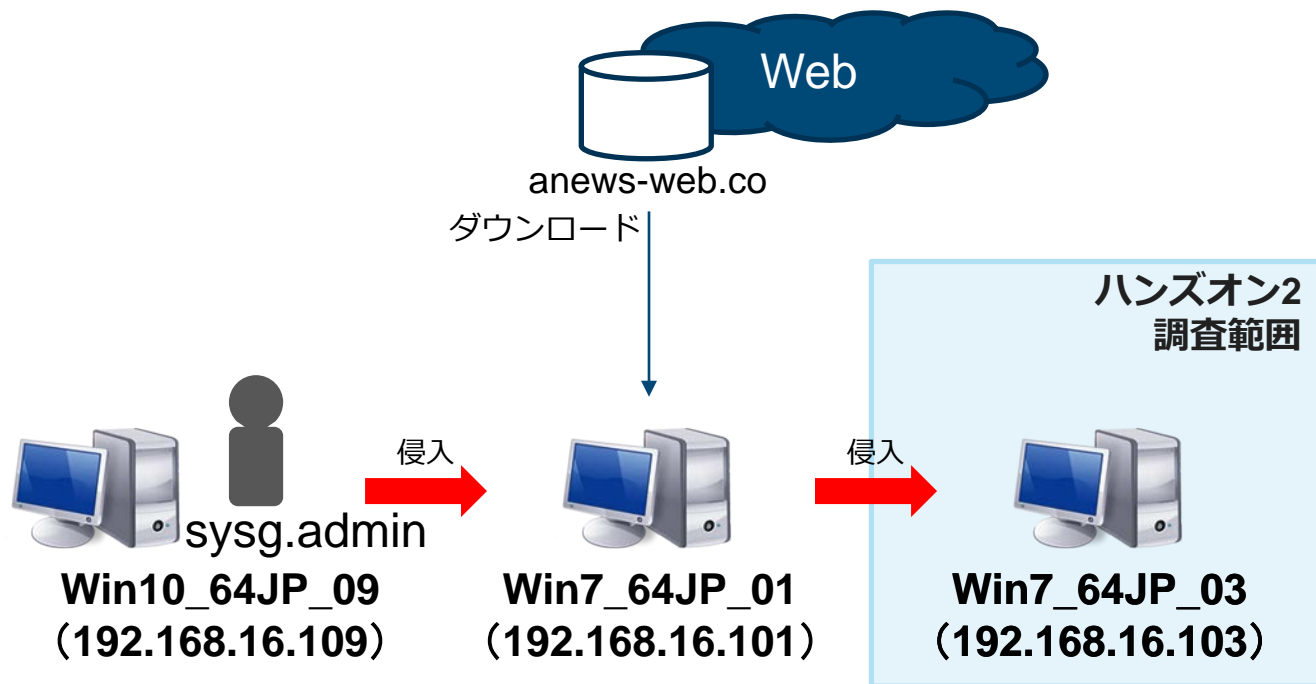 Web
anews-web.co
ダウンロード
ハンズオン2
調査範囲
侵入
侵入
sysg.admin
Win10_64JP_09
（192.168.16.109）
Win7_64JP_01
（192.168.16.101）
Win7_64JP_03
（192.168.16.103）